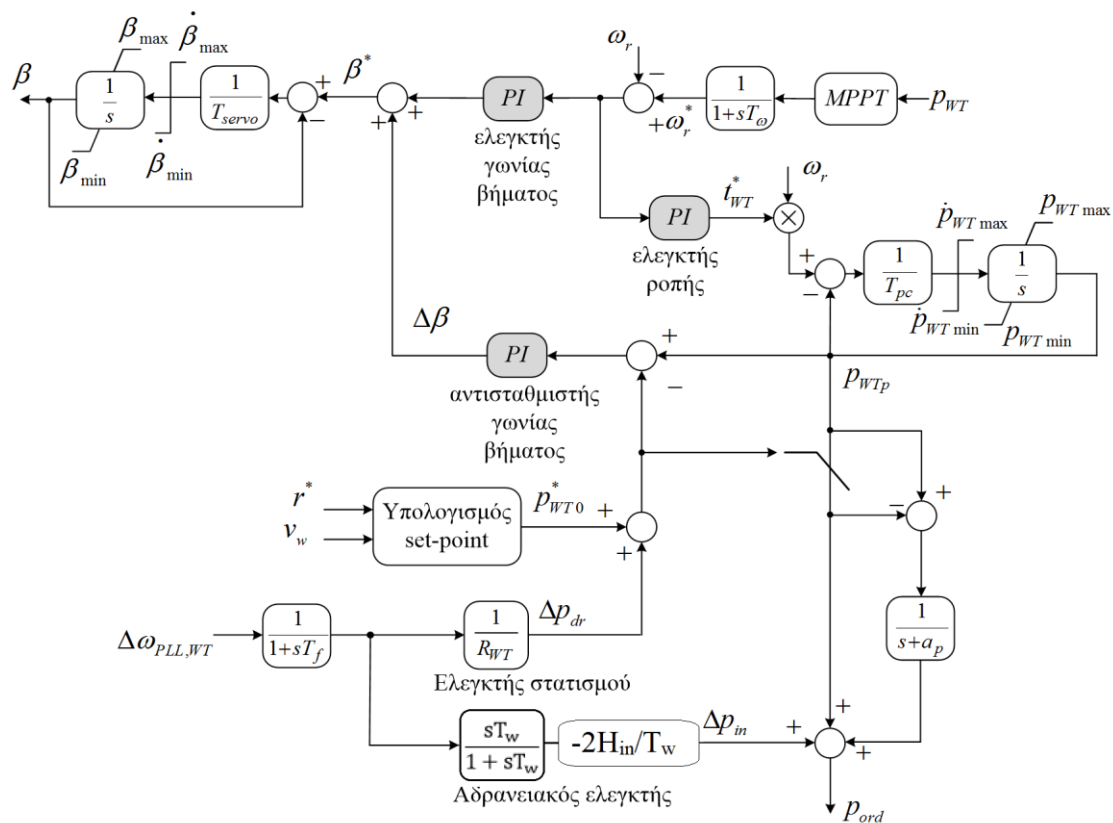 β_max
β̇_max
ω_r
β
1/s
1/T_servo
+
−
β*
+
+
PI
−
+
ω_r*
1/(1+sT_ω)
MPPT
p_WT
β_min
β̇_min
ελεγκτής
γωνίας
βήματος
ω_r
t*_WT
PI
×
ελεγκτής
ροπής
+
−
1/T_pc
ṗ_WT max
p_WT max
1/s
ṗ_WT min
p_WT min
Δβ
PI
+
−
p_WTp
αντισταθμιστής
γωνίας
βήματος
r*
v_w
Υπολογισμός
set-point
p*_WT0
+
+
+
−
Δω_PLL,WT
1/(1+sT_f)
1/R_WT
Δp_dr
Ελεγκτής στατισμού
1/(s+a_p)
sT_w/(1 + sT_w)
-2H_in/T_w
Δp_in
+
+
+
Αδρανειακός ελεγκτής
p_ord